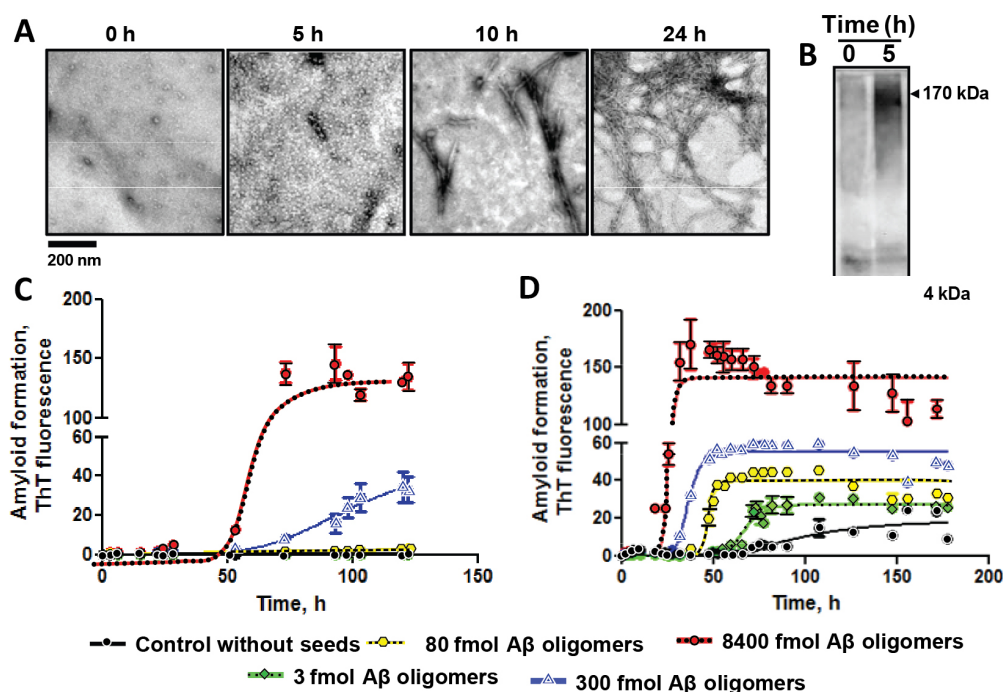 A
0 h
5 h
10 h
24 h
200 nm
B
Time (h)
0 5
170 kDa
4 kDa
C
Amyloid formation,
ThT fluorescence
200
150
100
60
40
20
0
0 50 100 150
Time, h
D
Amyloid formation,
ThT fluorescence
200
150
100
60
40
20
0
0 50 100 150 200
Time, h
Control without seeds
80 fmol Aβ oligomers
8400 fmol Aβ oligomers
3 fmol Aβ oligomers
300 fmol Aβ oligomers